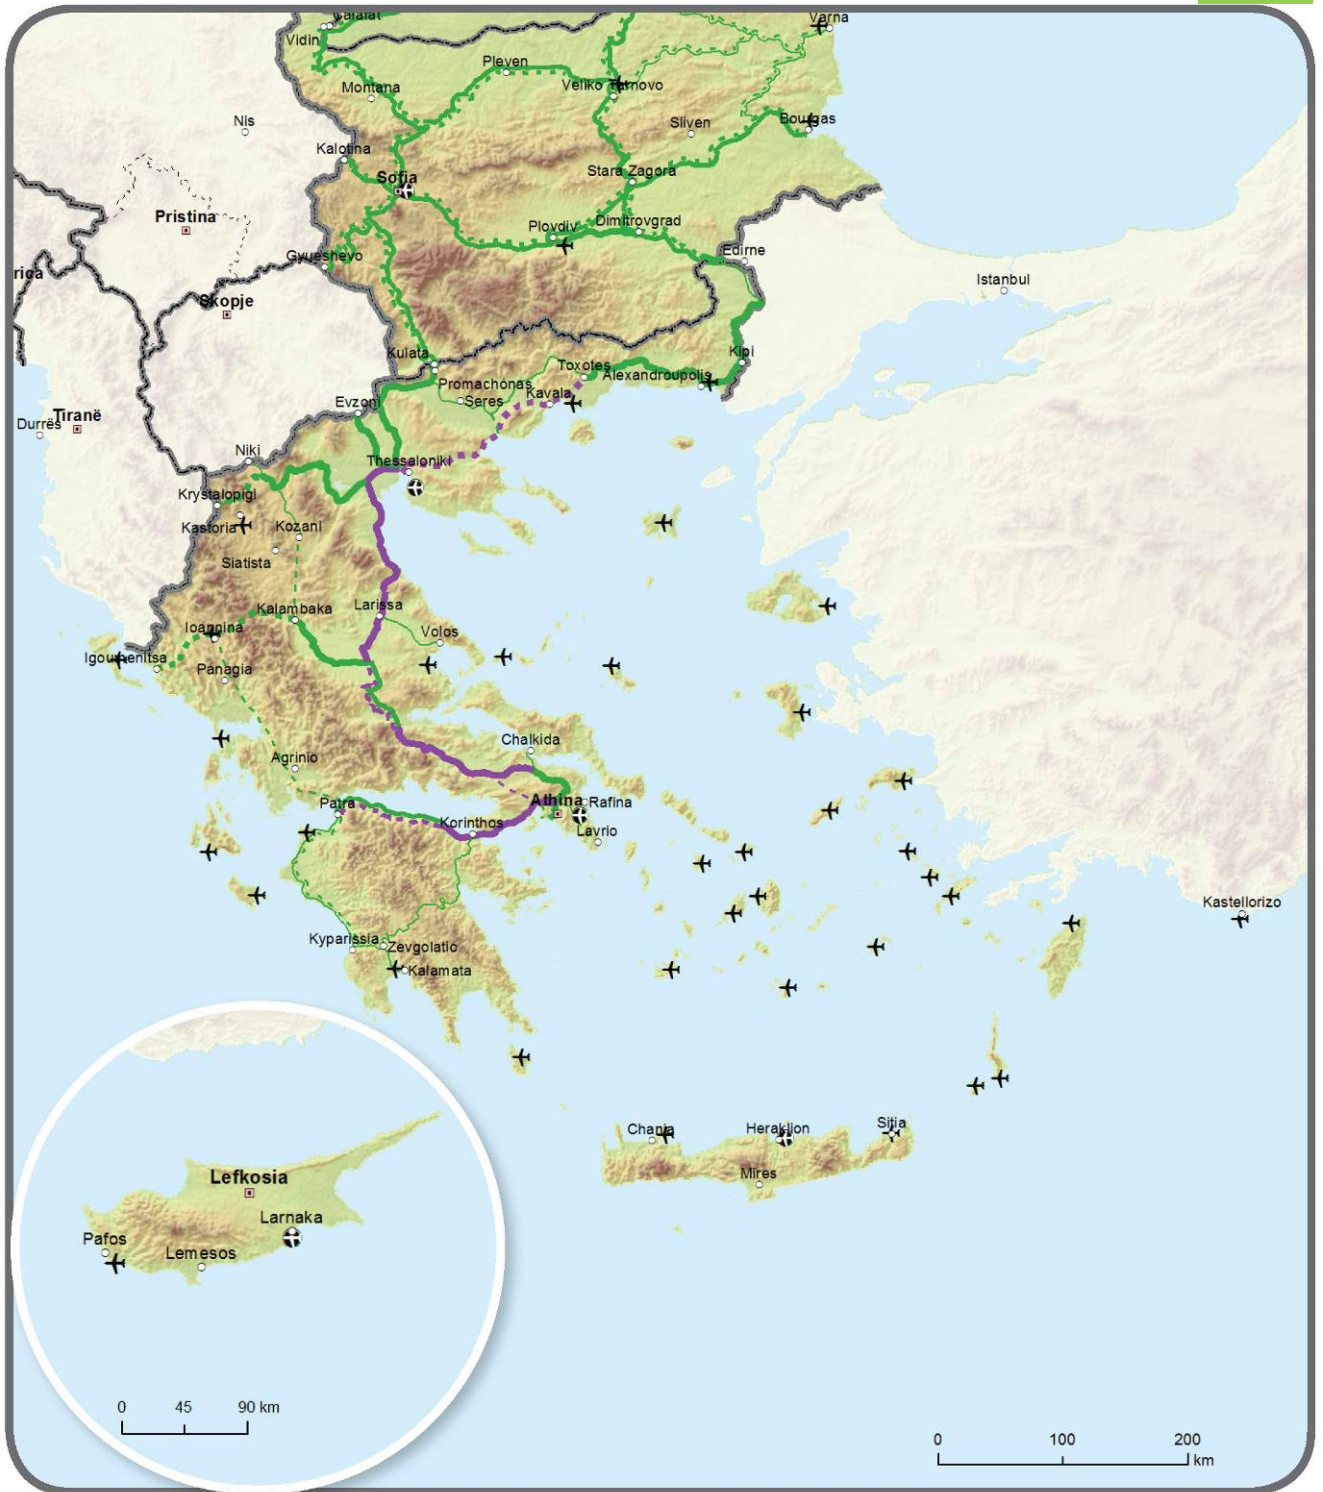 Calafat
Varna
Vidin
Pleven
Montana
Veliko Tarnovo
Nis
Sliven
Bourgas
Kalotina
Sofia
Stara Zagora
Pristina
Plovdiv
Dimitrovgrad
Edirne
Gyueshevo
rica
Istanbul
Skopje
Kulata
Kipi
Toxotes
Alexandroupolis
Promachonas
Seres
Kavala
Evzoni
Tiranë
Durrës
Niki
Thessaloniki
Krystalopigi
Kastoria
Kozani
Siatista
Kalambaka
Larissa
Ioannina
Volos
Igoumenitsa
Panagia
Chalkida
Agrinio
Patra
Athina
Rafina
Korinthos
Lavrio
Kastellorizo
Kyparissia
Zevgolatio
Kalamata
Chania
Heraklion
Sitia
Mires
Lefkosia
Larnaka
Pafos
Lemesos
0 45 90 km
0 100 200
km